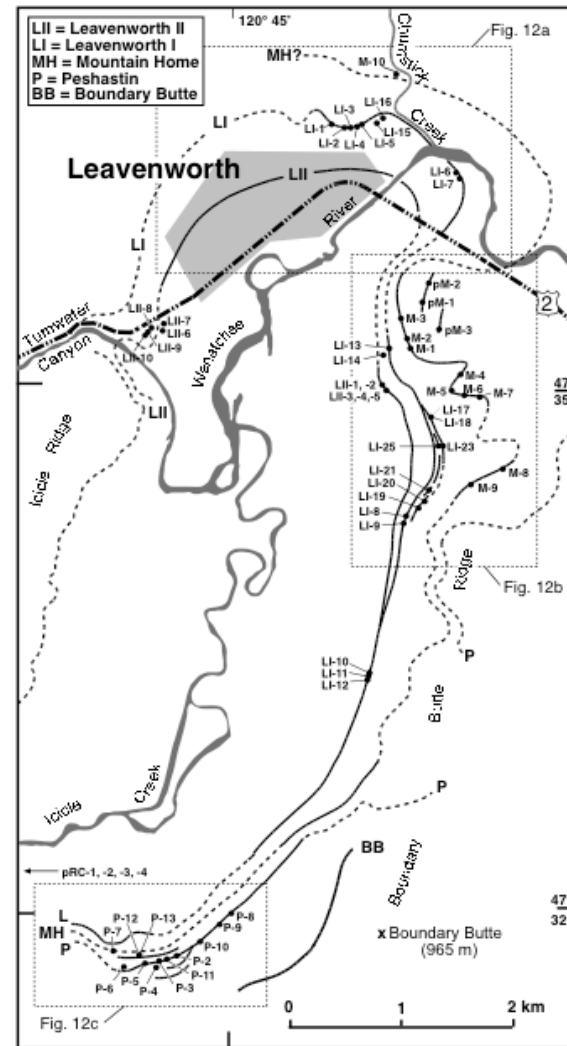 120° 45'
Fig. 12a
LII = Leavenworth II
LI = Leavenworth I
MH = Mountain Home
P = Peshastin
BB = Boundary Butte
MH?
M-10
Chumstick
Creek
LI
LI-16
LI-3
LI-1
LI-15
LI-2
LI-5
LI-4
Leavenworth
LII
LI-6
LI-7
River
LI
pM-2
pM-1
2
LII-8
M-3
pM-3
Tumwater
LII-7
LII-6
M-2
Canyon
LII-9
LII-10
Wenatchee
LI-13
M-1
LI-14
M-4
47
35
LII-1, -2
M-5
M-6
M-7
LII-3, -4, -5
LII
LI-17
LI-18
Icicle Ridge
LI-25
LI-23
M-8
LI-21
M-9
LI-20
LI-19
LI-8
LI-9
Ridge
Fig. 12b
P
LI-10
LI-11
LI-12
Butte
P
Icicle
Creek
BB
Boundary
pRC-1, -2, -3, -4
47
32
L
P-12
P-13
P-8
MH
P-7
P-9
x Boundary Butte
(965 m)
P
P-10
P-2
P-6
P-5
P-11
P-4
P-3
Fig. 12c
0
1
2 km